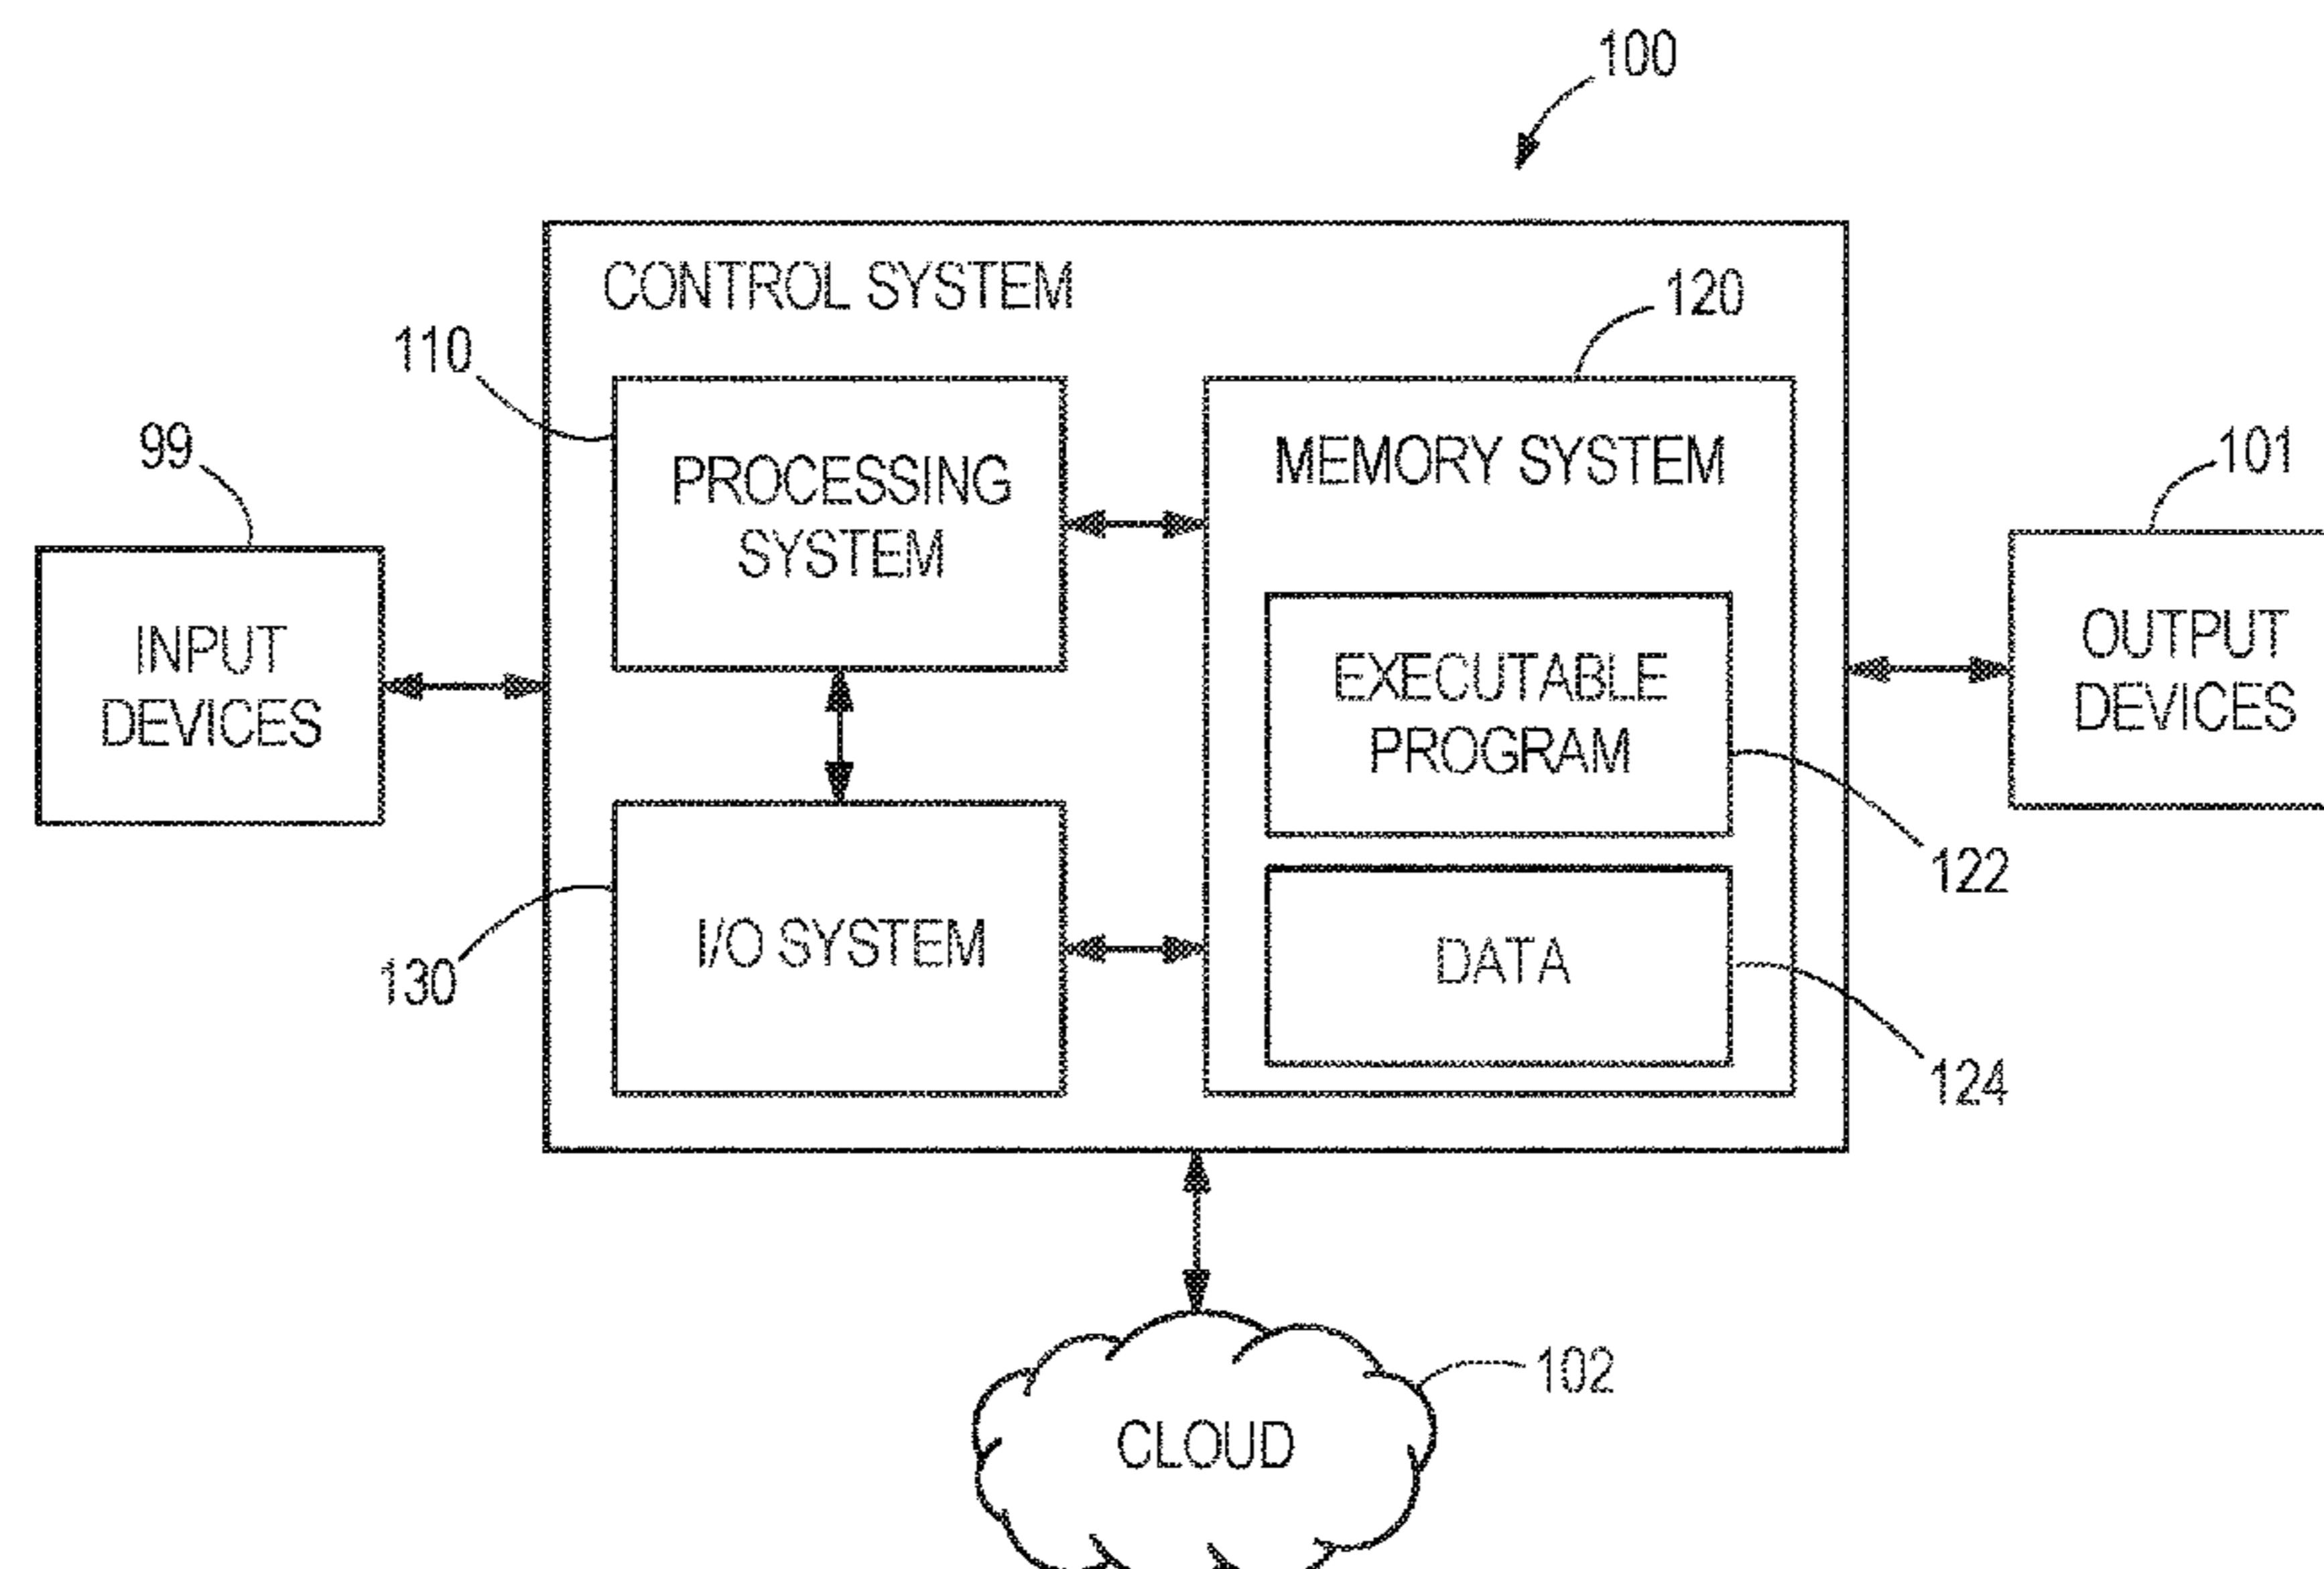 100
CONTROL SYSTEM
120
110
99
PROCESSING
SYSTEM
MEMORY SYSTEM
101
INPUT
DEVICES
EXECUTABLE
PROGRAM
OUTPUT
DEVICES
122
130
I/O SYSTEM
DATA
124
102
CLOUD